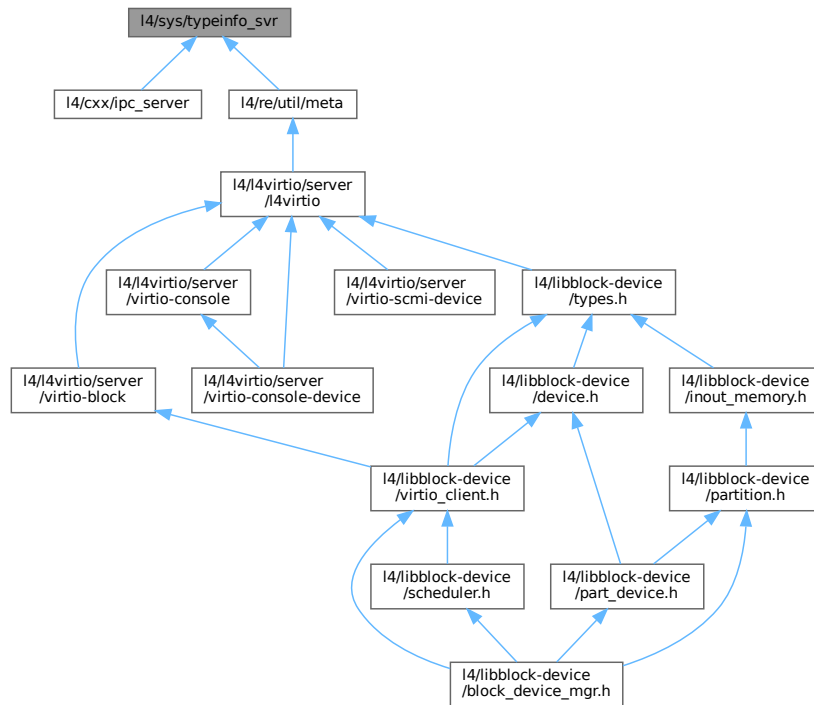 l4/sys/typeinfo_svr
l4/cxx/ipc_server
l4/re/util/meta
l4/l4virtio/server
/l4virtio
l4/l4virtio/server
/virtio-console
l4/l4virtio/server
/virtio-scmi-device
l4/libblock-device
/types.h
l4/l4virtio/server
/virtio-block
l4/l4virtio/server
/virtio-console-device
l4/libblock-device
/device.h
l4/libblock-device
/inout_memory.h
l4/libblock-device
/virtio_client.h
l4/libblock-device
/partition.h
l4/libblock-device
/scheduler.h
l4/libblock-device
/part_device.h
l4/libblock-device
/block_device_mgr.h